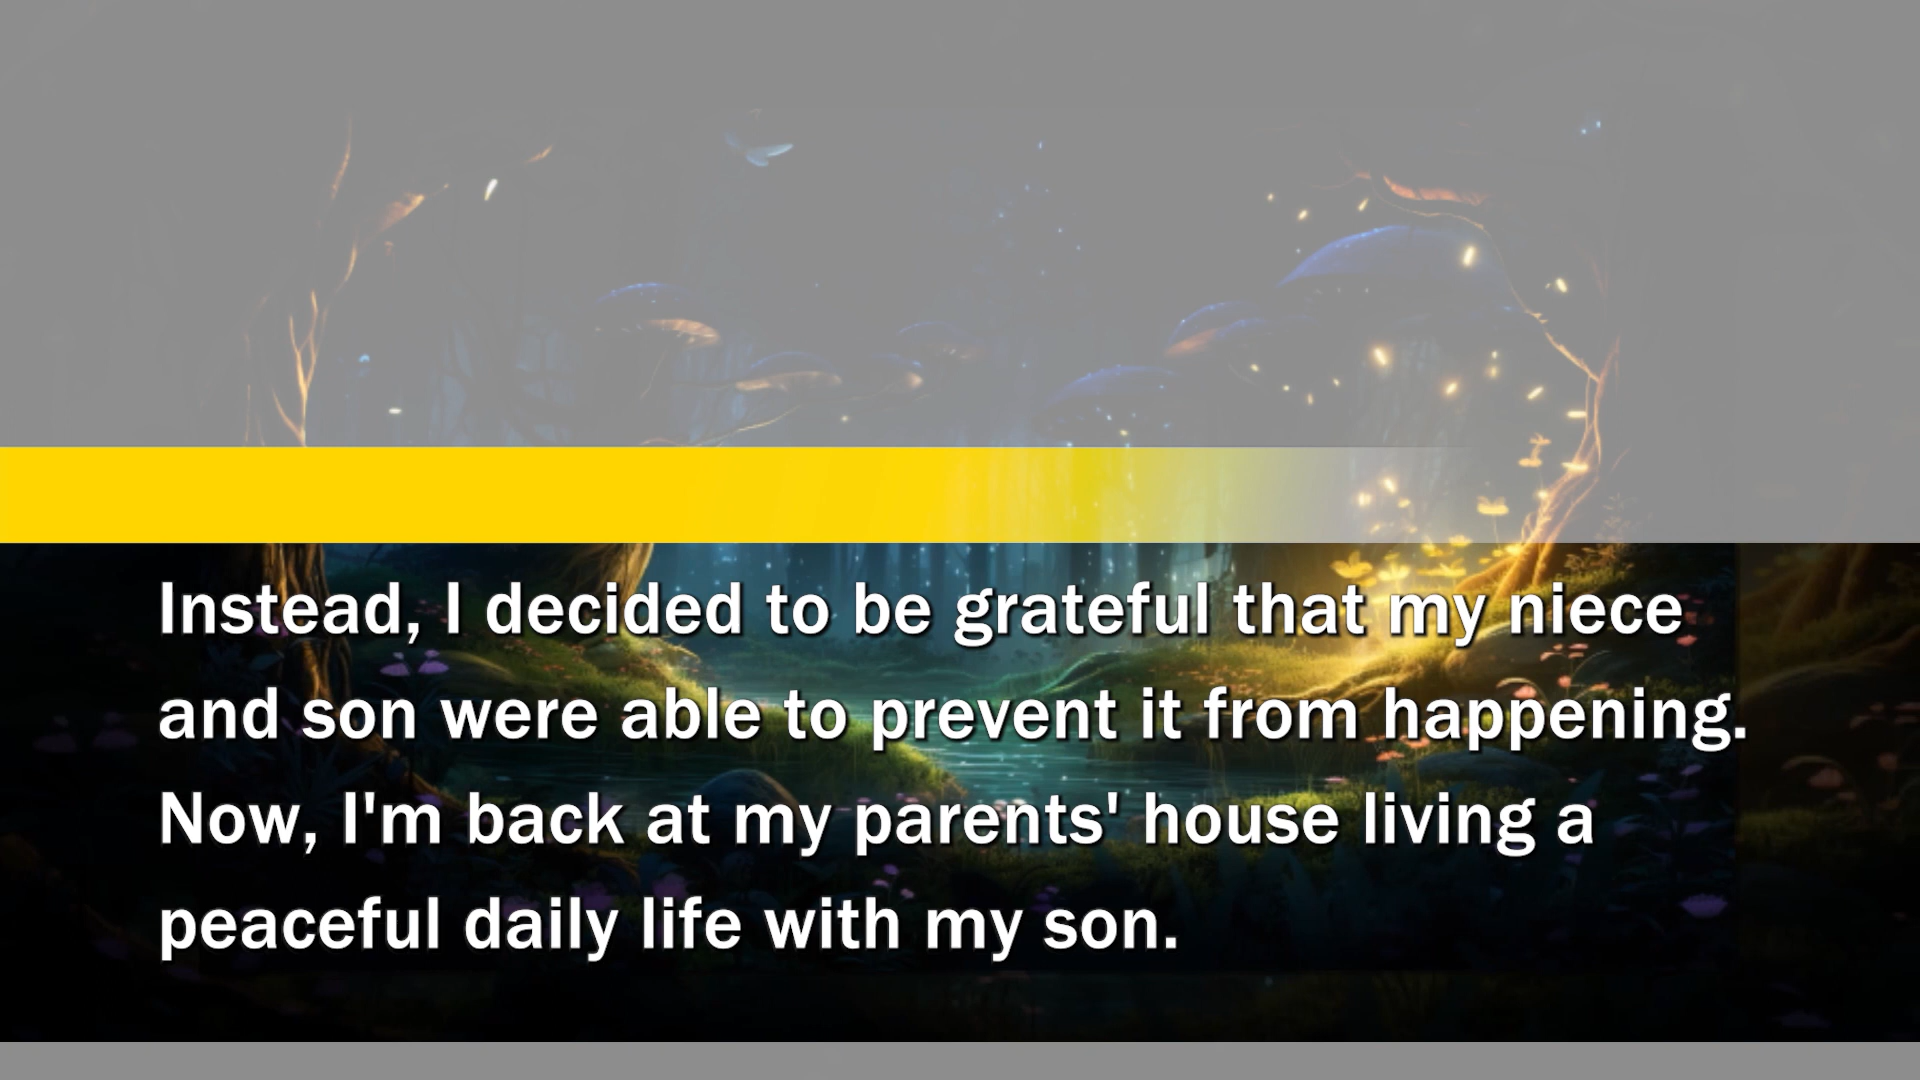 Instead, I decided to be grateful that my niece
and son were able to prevent it from happening.
Now, I'm back at my parents' house living a
peaceful daily life with my son.